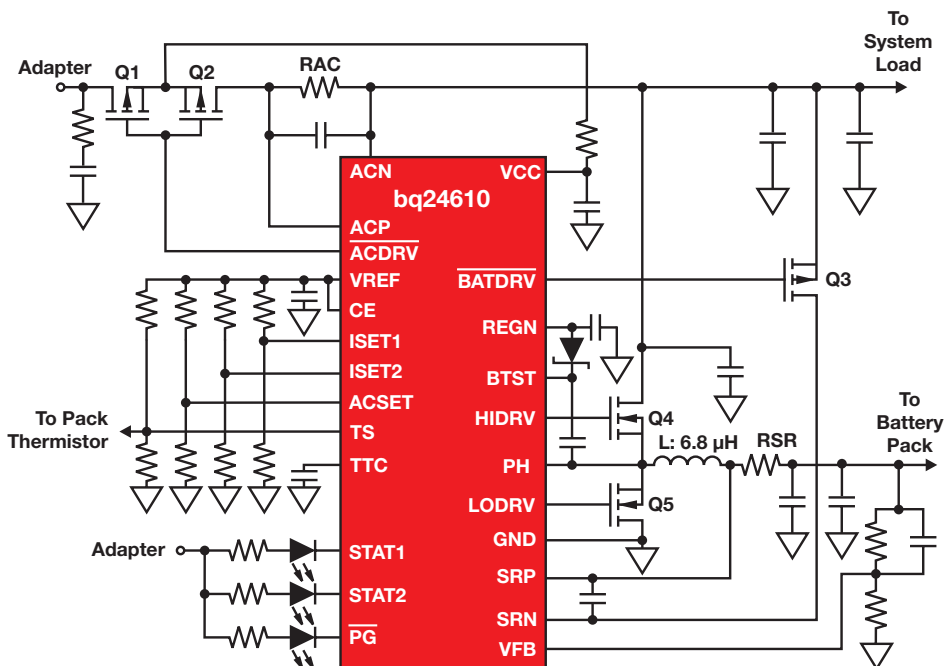 To
System
Load
Adapter
Q1
Q2
RAC
ACN
VCC
bq24610
ACP
ACDRV
VREF
BATDRV
Q3
CE
REGN
ISET1
ISET2
BTST
ACSET
HIDRV
Q4
To Pack
Thermistor
TS
L: 6.8 µH
RSR
To
Battery
Pack
TTC
PH
LODRV
Q5
GND
Adapter
STAT1
SRP
STAT2
SRN
PG
VFB